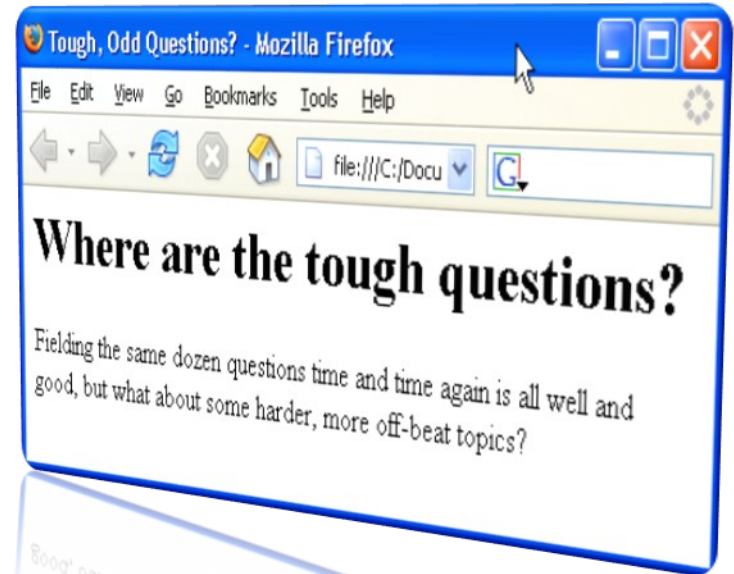 Tough, Odd Questions? - Mozilla Firefox
File Edit View Go Bookmarks Tools Help
file:///C:/Docu G
Where are the tough questions?
Fielding the same dozen questions time and time again is all well and
good, but what about some harder, more off-beat topics?